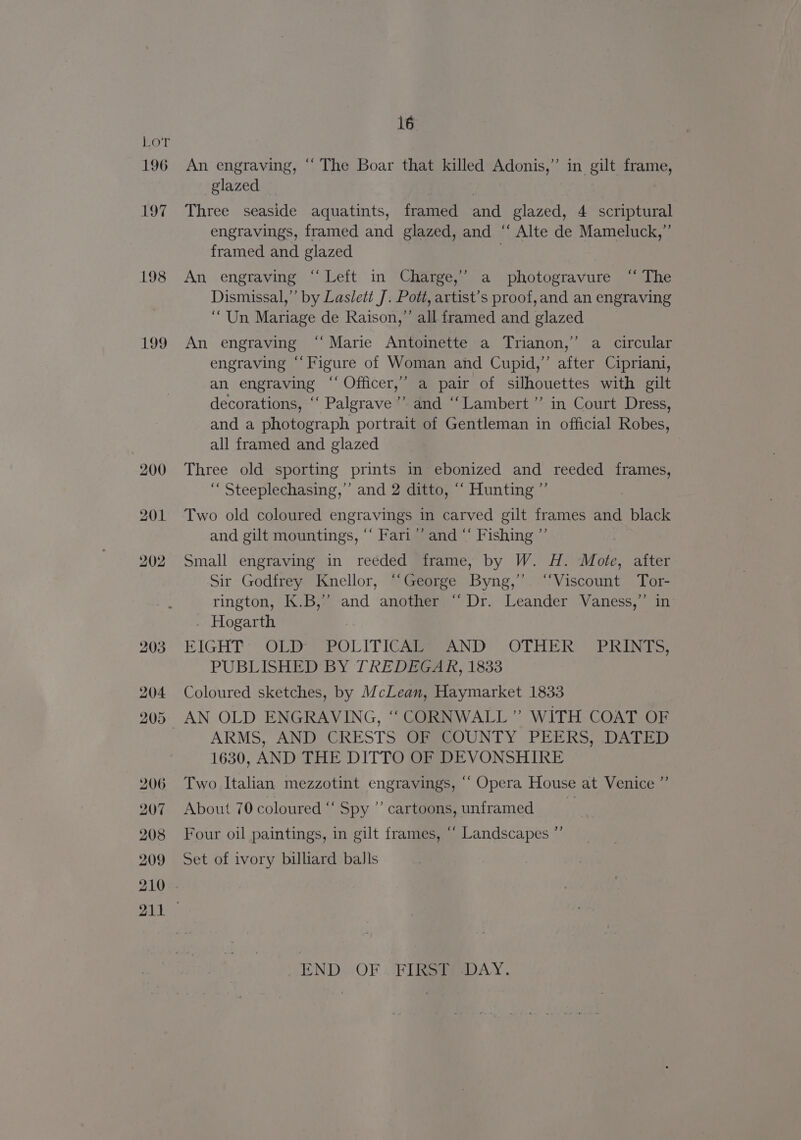 16
LOT
196 An engraving, “ The Boar that killed Adonis,” in gilt frame,
glazed
197 Three seaside aquatints, framed and glazed, 4 scriptural
engravings, framed and glazed, and “ Alte de Mameluck,”
framed and glazed
198 An engraving “ Left in Charge,” a photogravure “ The
Dismissal,” by Laslett J. Pott, artist’s proof, and an engraving
“ Un Mariage de Raison,” all framed and glazed
199 An engraving “ Marie Antoinette a Trianon,” a circular
engraving “ Figure of Woman and Cupid,” after Cipriani,
an engraving “ Officer,” a pair of silhouettes with gilt
decorations, “ Palgrave ” and “ Lambert ” in Court Dress,
and a photograph portrait of Gentleman in official Robes,
all framed and glazed
200 Three old sporting prints in ebonized and reeded frames,
“ Steeplechasing,” and 2 ditto, “ Hunting ”
201 Two old coloured engravings in carved gilt frames and black
and gilt mountings, “ Fari ” and “ Fishing ”
202 Small engraving in reeded frame, by W. H. Mote, after
Sir Godfrey Knellor, “George Byng,” “Viscount Tor-
rington, K.B,” and another “ Dr. Leander Vaness,” in
Hogarth
203 EIGHT OLD POLITICAL AND OTHER PRINTS,
PUBLISHED BY TREDEGAR, 1833
204 Coloured sketches, by McLean, Haymarket 1833
205 AN OLD ENGRAVING, “ CORNWALL ” WITH COAT OF
ARMS, AND CRESTS OF COUNTY PEERS, DATED
1630, AND THE DITTO OF DEVONSHIRE
206 Two Italian mezzotint engravings, “ Opera House at Venice ”
207 About 70 coloured “ Spy ” cartoons, unframed
208 Four oil paintings, in gilt frames, “ Landscapes ”
209 Set of ivory billiard balls
210
211
END OF FIRST DAY.